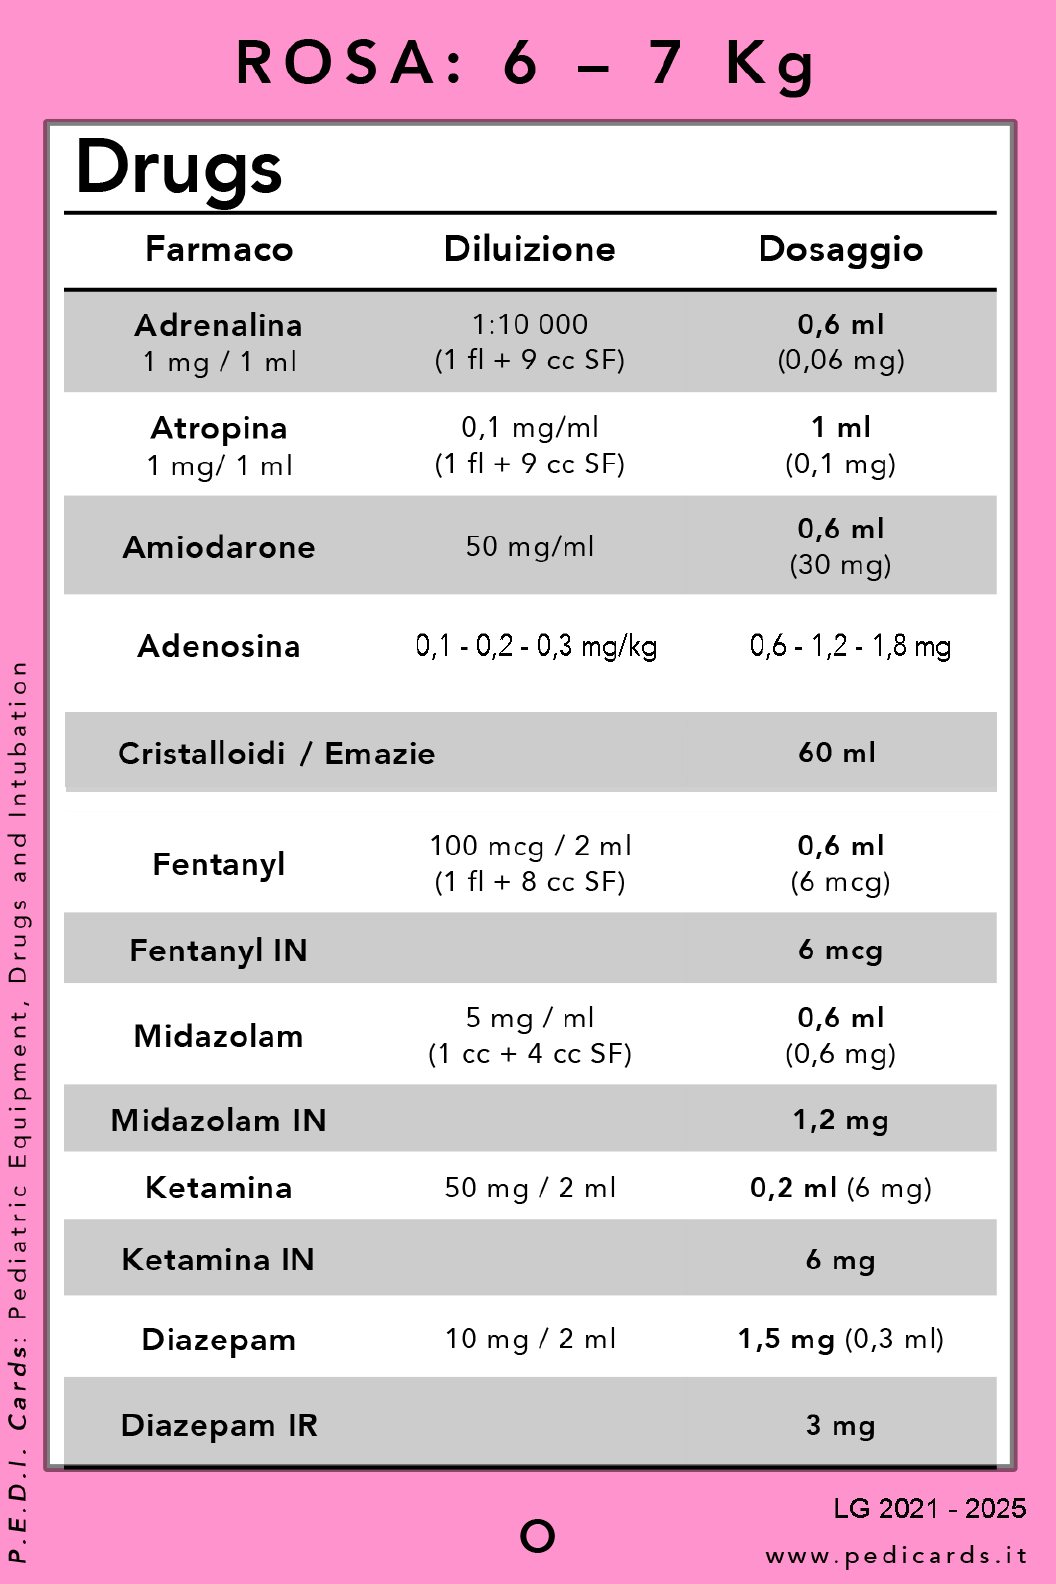 ROSA: 6 – 7 Kg
Drugs
Farmaco Diluizione Dosaggio
Adrenalina 1:10 000 0,6 ml
1 mg / 1 ml (1 fl + 9 cc SF) (0,06 mg)
Atropina 0,1 mg/ml 1 ml
1 mg/ 1 ml (1 fl + 9 cc SF) (0,1 mg)
Amiodarone 50 mg/ml 0,6 ml
(30 mg)
Adenosina 0,1 - 0,2 - 0,3 mg/kg 0,6 - 1,2 - 1,8 mg
Cristalloidi / Emazie 60 ml
Fentanyl 100 mcg / 2 ml 0,6 ml
(1 fl + 8 cc SF) (6 mcg)
Fentanyl IN 6 mcg
Midazolam 5 mg / ml 0,6 ml
(1 cc + 4 cc SF) (0,6 mg)
Midazolam IN 1,2 mg
Ketamina 50 mg / 2 ml 0,2 ml (6 mg)
Ketamina IN 6 mg
Diazepam 10 mg / 2 ml 1,5 mg (0,3 ml)
Diazepam IR 3 mg
P.E.D.I. Cards: Pediatric Equipment, Drugs and Intubation
LG 2021 - 2025
www.pedicards.it